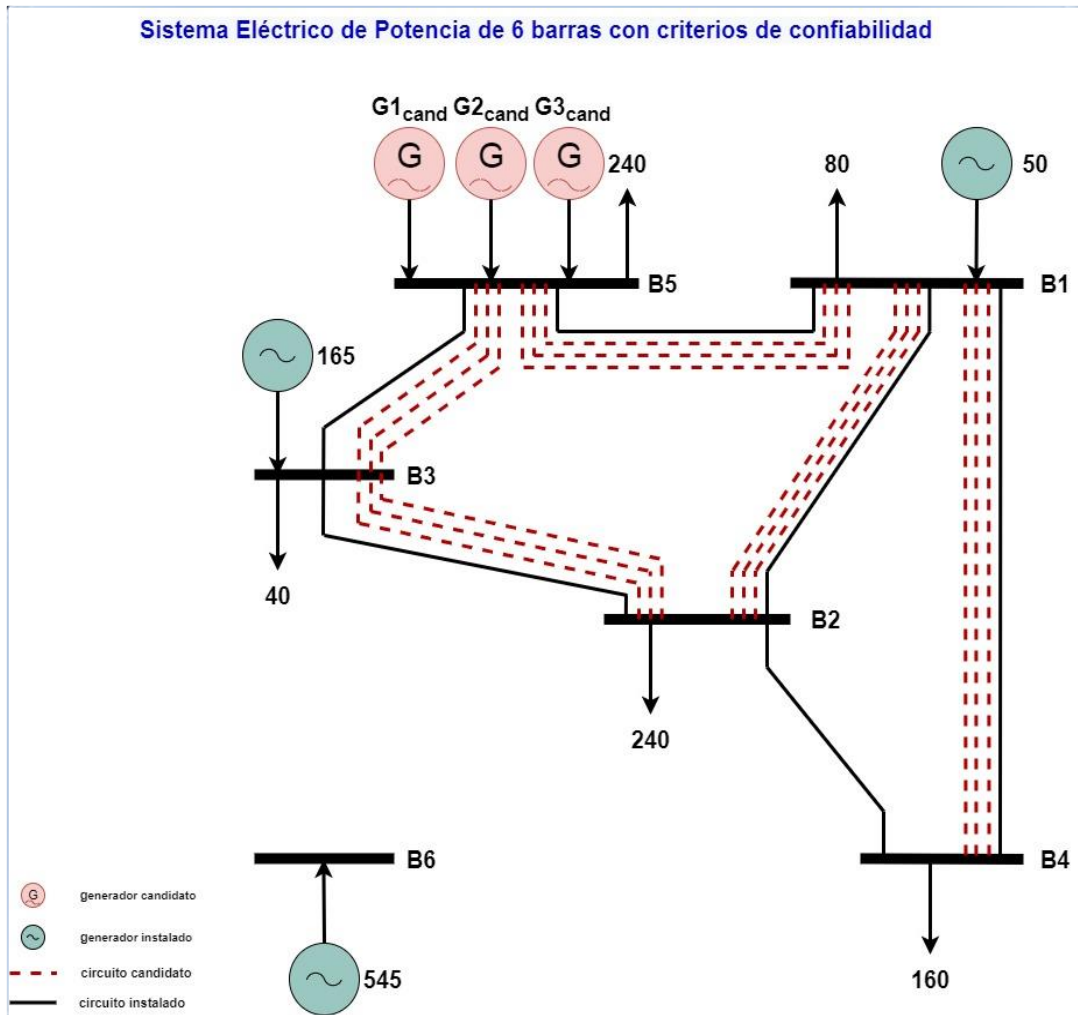 Sistema Eléctrico de Potencia de 6 barras con criterios de confiabilidad
G1cand G2cand G3cand
G G G 240 80 50
B5 B1
165
B3
40
B2
240
B6 B4
G generador candidato
generador instalado
circuito candidato
545 160
circuito instalado